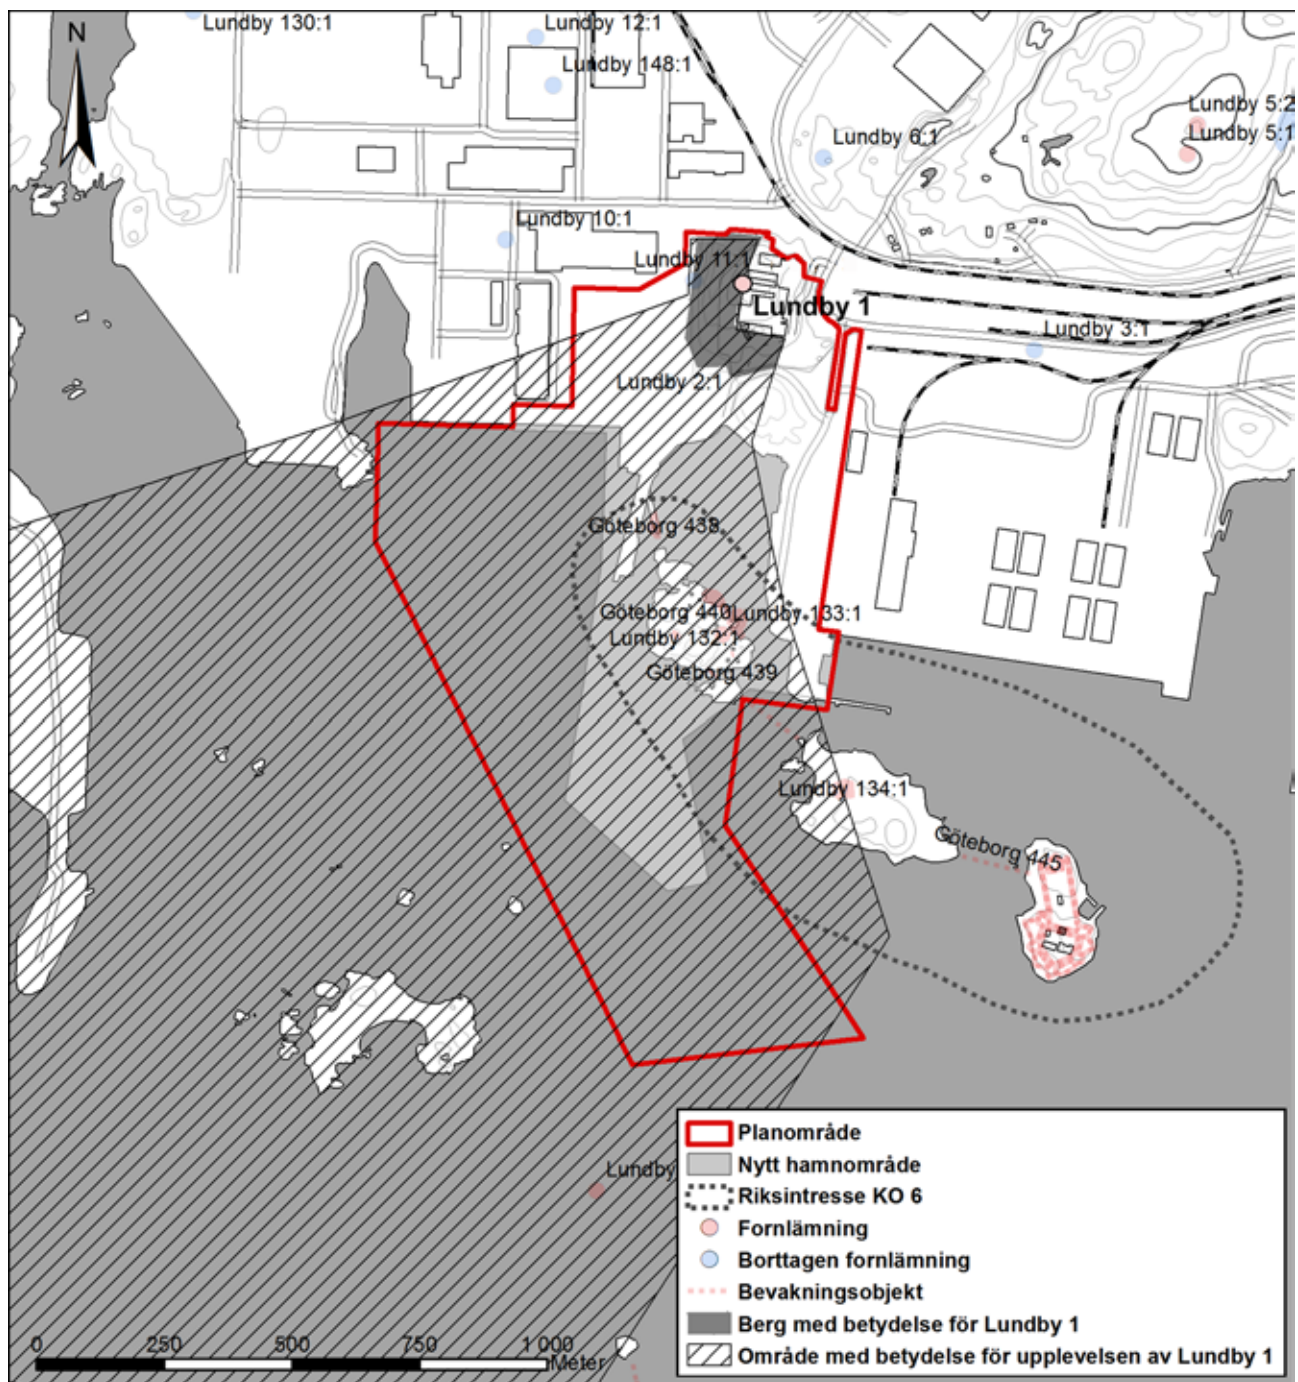 Lundby 130:1
Lundby 12:1
N
Lundby 148:1
Lundby 5:2
Lundby 5:1
Lundby 6:1
Lundby 10:1
Lundby 11:1
Lundby 1
Lundby 3:1
Lundby 2:1
Göteborg 438
Göteborg 440
Lundby 133:1
Lundby 132:1
Göteborg 439
Lundby 134:1
Göteborg 445
Lundby
Planområde
Nytt hamnområde
Riksintresse KO 6
Fornlämning
Borttagen fornlämning
Bevakningsobjekt
Berg med betydelse för Lundby 1
Område med betydelse för upplevelsen av Lundby 1
0 250 500 750 1 000
Meter